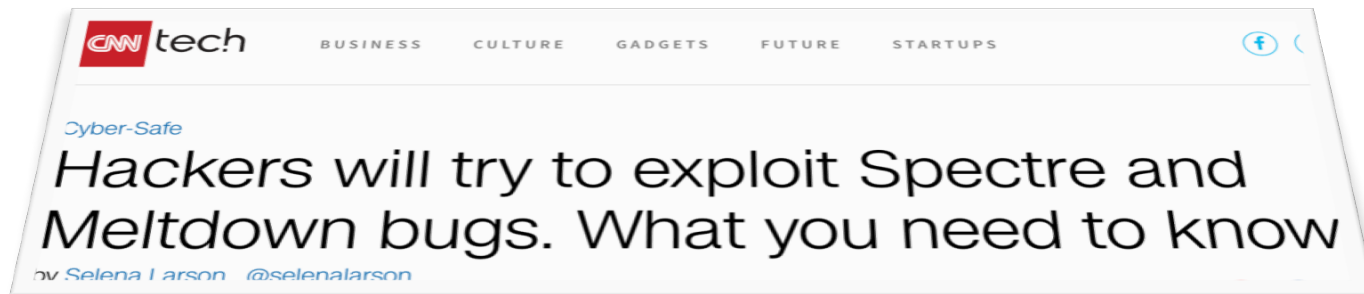 CNN tech BUSINESS CULTURE GADGETS FUTURE STARTUPS f
Cyber-Safe
Hackers will try to exploit Spectre and
Meltdown bugs. What you need to know
by Selena Larson @selenalarson